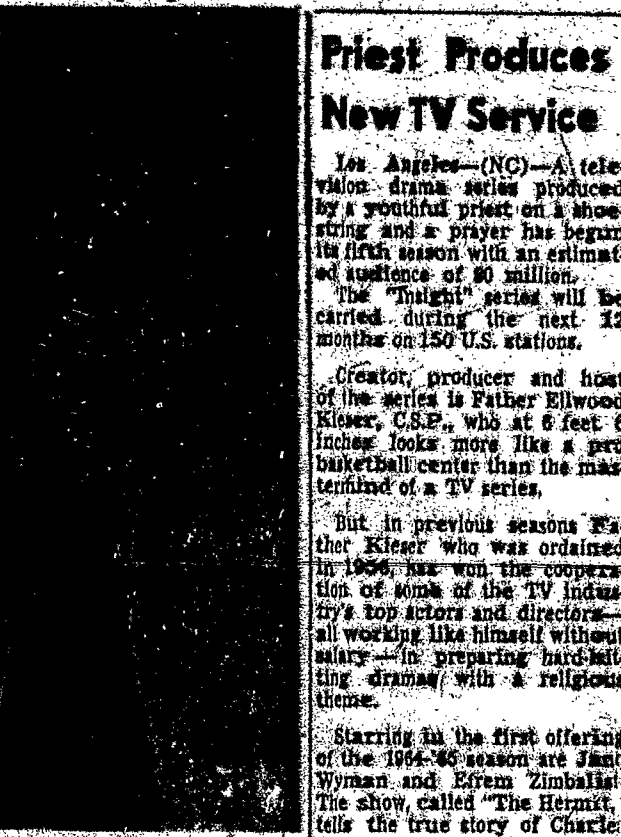 Priest Produces
New TV Service
Los Angeles—(NC)—A tele-
vision drama series produced
by a youthful priest on a shoe-
string and a prayer has begun
its fifth season with an estimat-
ed audience of 80 million.
The "Insight" series will be
carried during the next 12
months on 150 U.S. stations.
Creator, producer and host
of the series is Father Ellwood
Kieser, C.S.P., who at 6 feet 6
inches looks more like a pro
basketball center than the mas
termind of a TV series.
But in previous seasons Fa-
ther Kieser who was ordained
in 1956, has won the coopera-
tion of some of the TV indus
try's top actors and directors—
all working like himself without
salary—in preparing hard-hit-
ting dramas with a religious
theme.
Starring in the first offering
of the 1964-'65 season are Jane
Wyman and Efrem Zimbalist
The show, called "The Hermit,
tells the true story of Charles